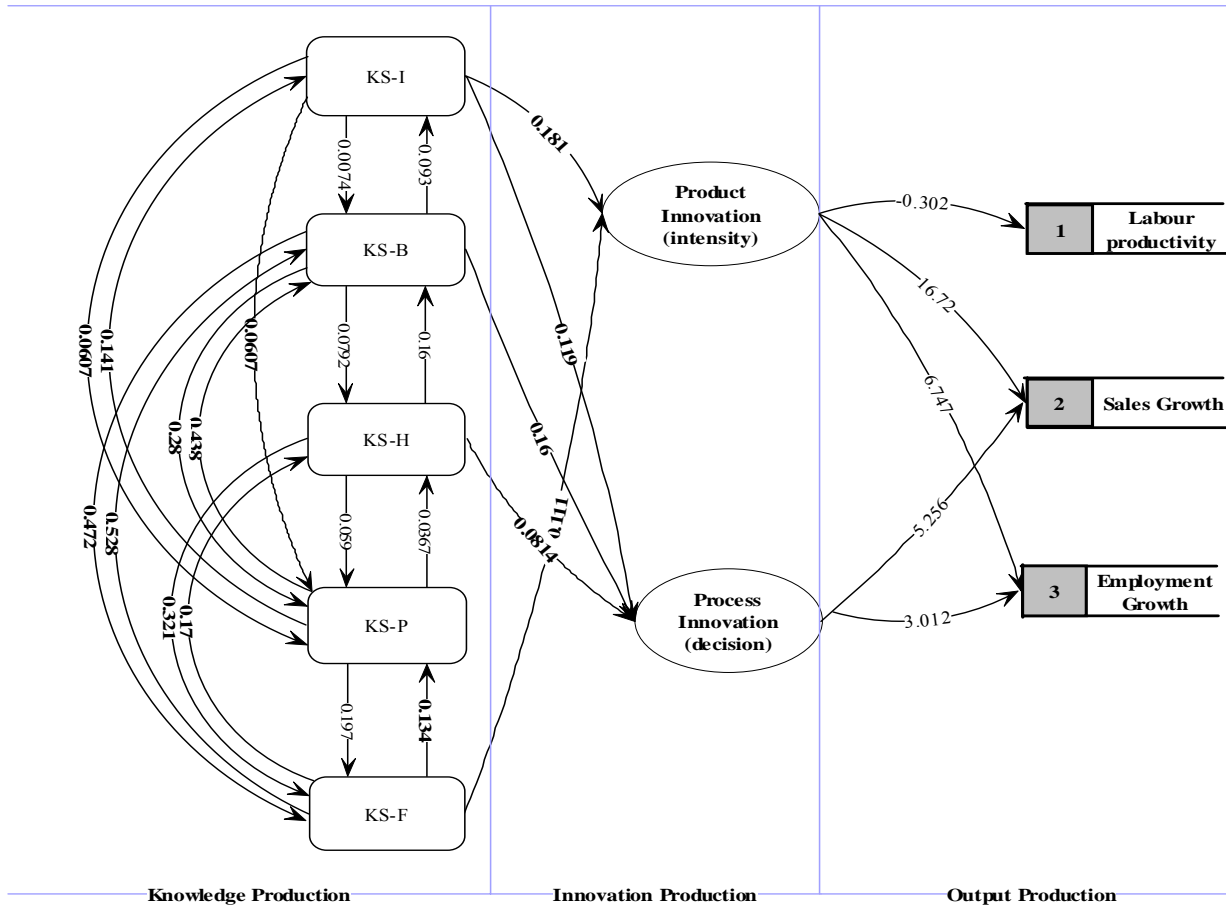 KS-I
0.0074
0.093
0.181
KS-B
Product
Innovation
(intensity)
-0.302
1
Labour
productivity
16.72
0.0607
0.141
0.0607
0.0792
0.16
0.119
6.747
2
Sales Growth
0.28
0.438
KS-H
0.16
0.472
0.528
0.069
0.0367
0.111
0.0814
5.256
0.321
0.17
KS-P
Process
Innovation
(decision)
3.012
3
Employment
Growth
0.197
0.134
KS-F
Knowledge Production
Innovation Production
Output Production